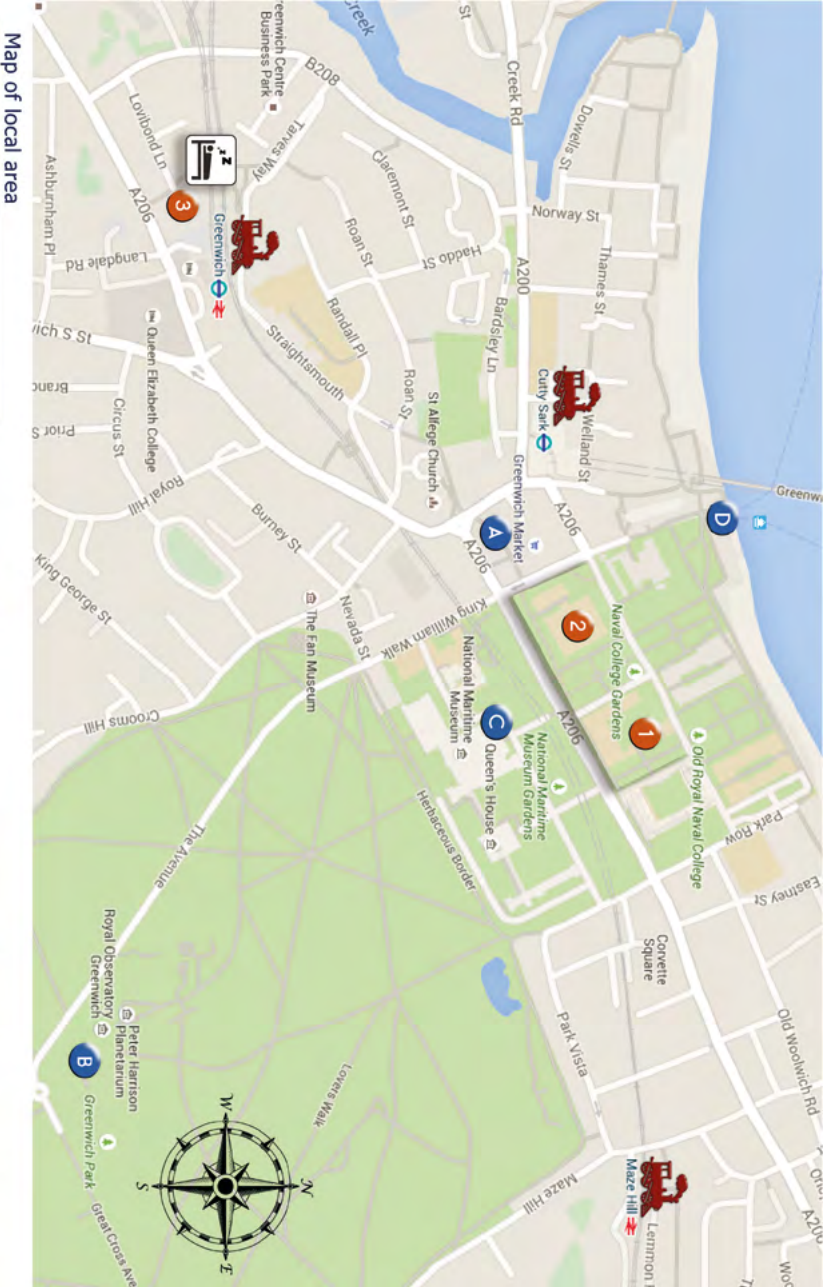 Map of local area
Creek
St
Creek Rd
B208
Greenwich Centre
Business Park
Lovibond Ln
Tarves Way
Claremont St
Dowells St
Norway St
Thames St
A200
Haddo St
Roan St
Ashburnham Pl
Langdale Rd
A206
3
Greenwich
Randall Pl
Straightsmouth
Roan St
Bardsley Ln
Cutty Sark
Welland St
St Alfege Church
Queen Elizabeth College
Circus St
Prior St
Royal Hill
Burney St
King George St
Greenwich Market
A
A206
A206
D
King William Walk
Nevada St
The Fan Museum
Crooms Hill
2
Naval College Gardens
1
Old Royal Naval College
A206
National Maritime
Museum
C
Queen's House
National Maritime
Museum Gardens
Herbaceous Border
Park Row
Eastney St
The Avenue
Corvette
Square
Park Vista
Old Woolwich Rd
Royal Observatory
Greenwich
Peter Harrison
Planetarium
B
Greenwich Park
Great Cross Ave
Lovers Walk
W
N
S
E
Maze Hill
Maze Hill
A200